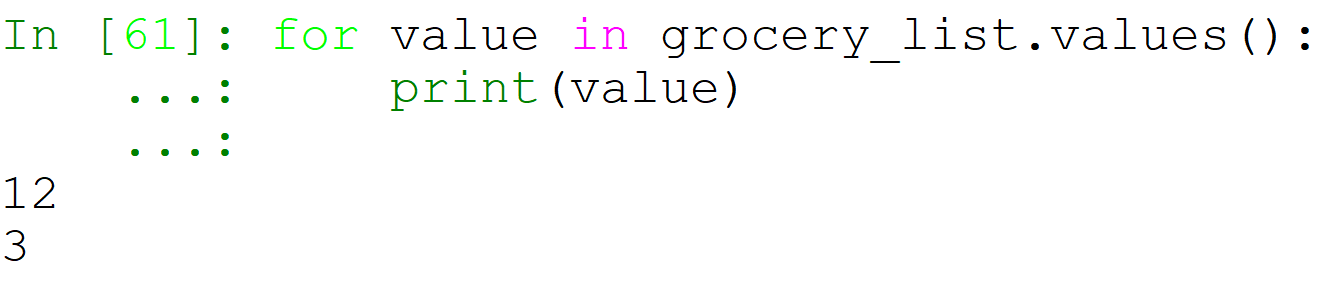 In [61]: for value in grocery_list.values():
    ...:     print(value)
    ...:
12
3